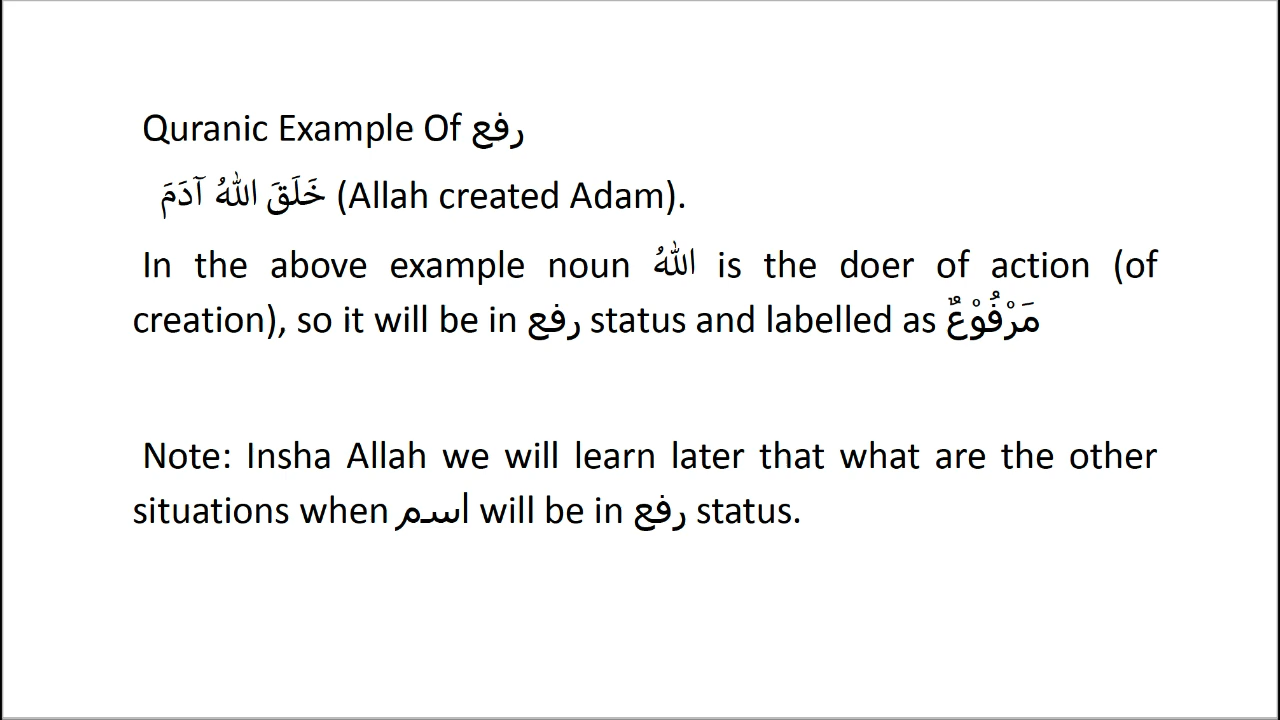 Quranic Example Of رفع
خَلَقَ اللهُ آدَمَ (Allah created Adam).
In the above example noun اللهُ is the doer of action (of
creation), so it will be in رفع status and labelled as مَرْفُوْعٌ
Note: Insha Allah we will learn later that what are the other
situations when اسم will be in رفع status.